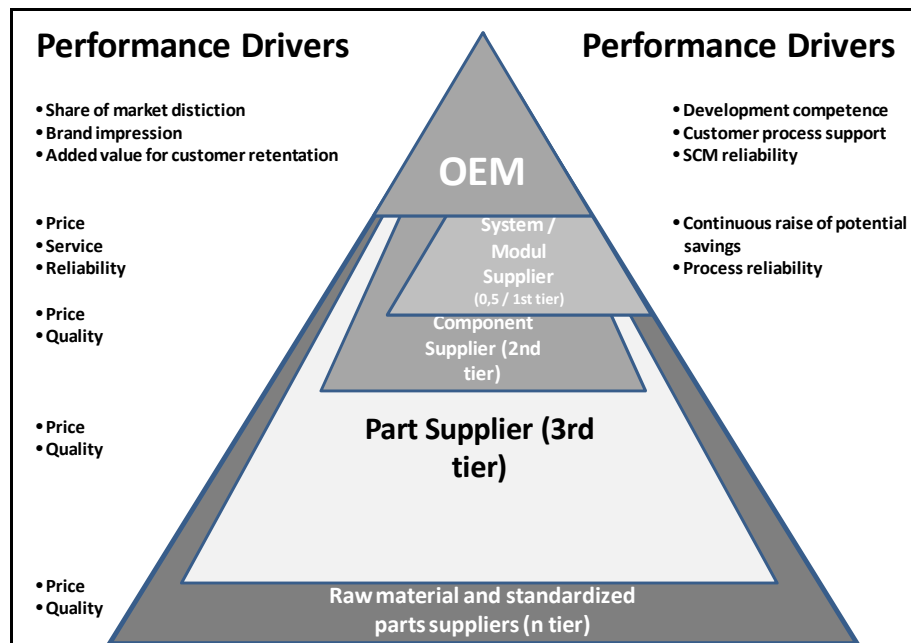 Performance Drivers
Performance Drivers
• Share of market distiction
• Brand impression
• Added value for customer retentation
• Development competence
• Customer process support
• SCM reliability
OEM
• Price
• Service
• Reliability
• Continuous raise of potential
savings
• Process reliability
System /
Modul
Supplier
(0,5 / 1st tier)
• Price
• Quality
Component
Supplier (2nd
tier)
• Price
• Quality
Part Supplier (3rd
tier)
• Price
• Quality
Raw material and standardized
parts suppliers (n tier)